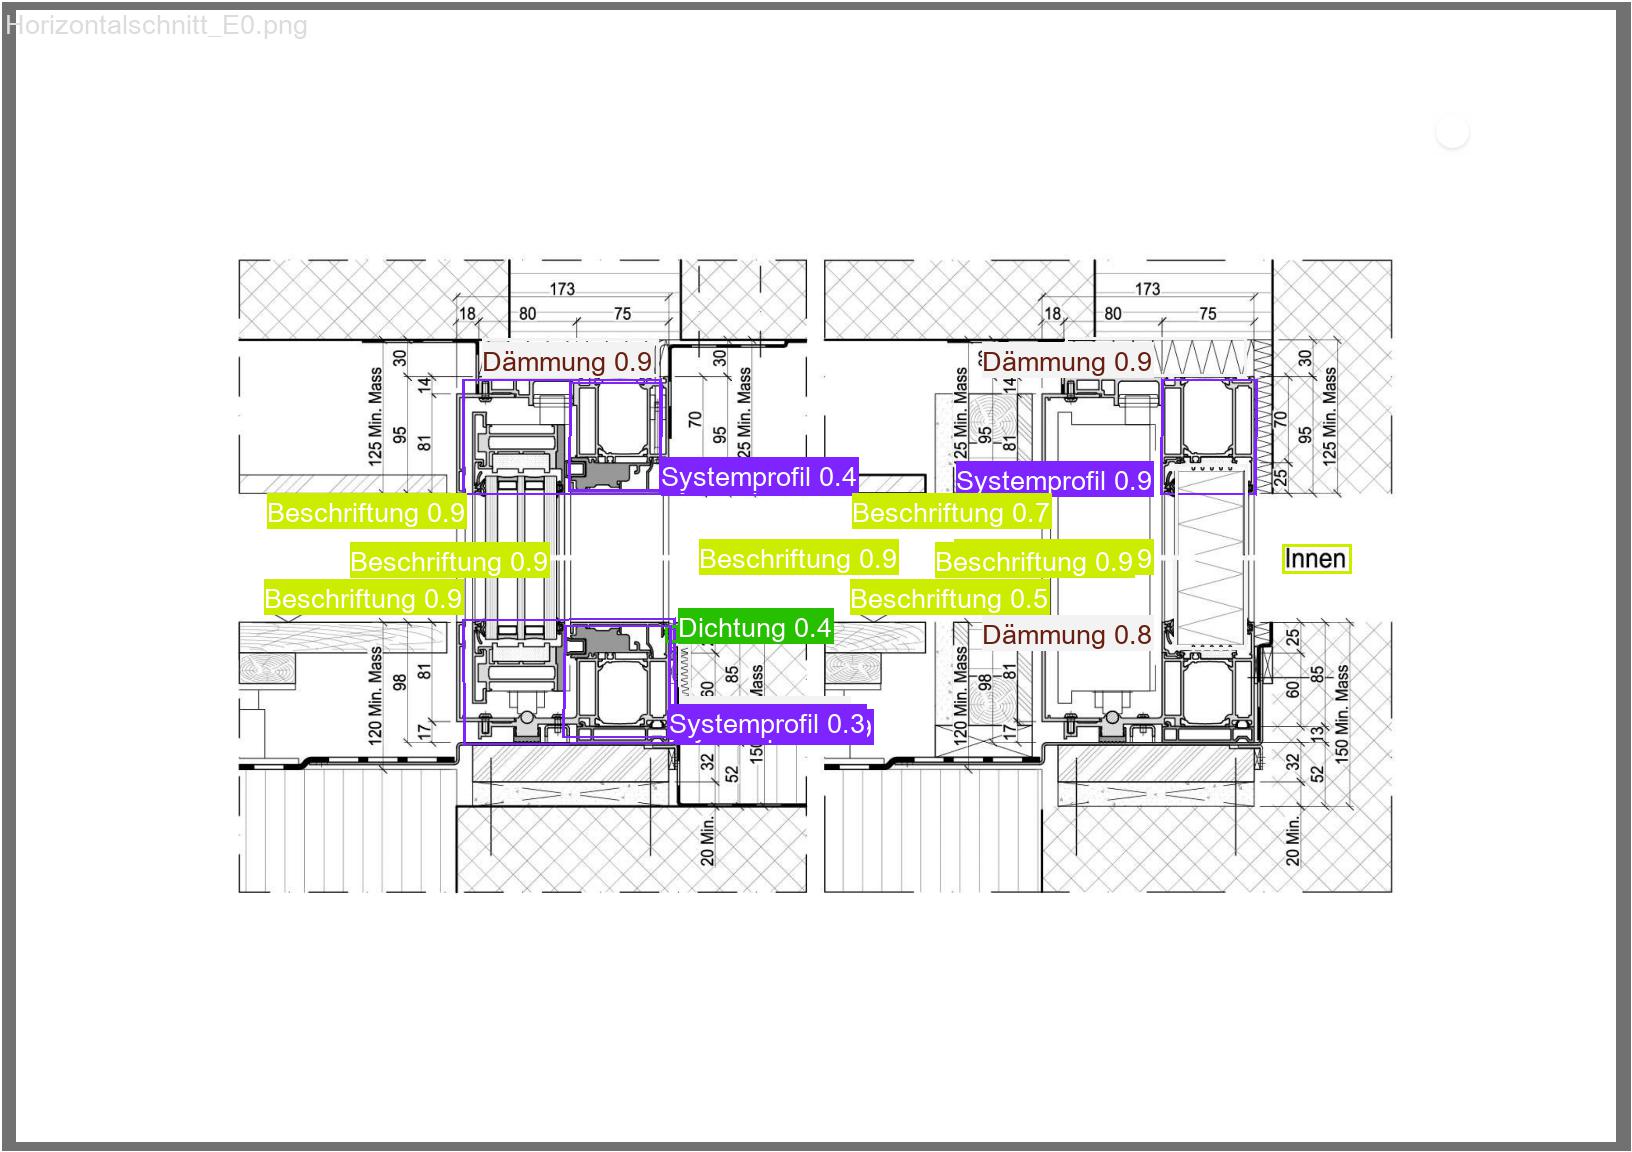 Horizontalschnitt_E0.png
173
173
18
80
75
18
80
75
30
Dämmung 0.9
30
Dämmung 0.9
30
14
14
125 Min. Mass
95
81
70
95
25 Min. Mass
25 Min. Mass
95
81
70
95
125 Min. Mass
Systemprofil 0.4
Systemprofil 0.9
25
Beschriftung 0.9
Beschriftung 0.7
Beschriftung 0.9
Beschriftung 0.9
Beschriftung 0.9
9
Innen
Beschriftung 0.9
Beschriftung 0.5
Dichtung 0.4
Dämmung 0.8
25
120 Min. Mass
98
81
60
85
Mass
120 Min. Mass
98
81
60
85
150 Min. Mass
Systemprofil 0.3
17
17
13
32
52
32
52
20 Min.
20 Min.